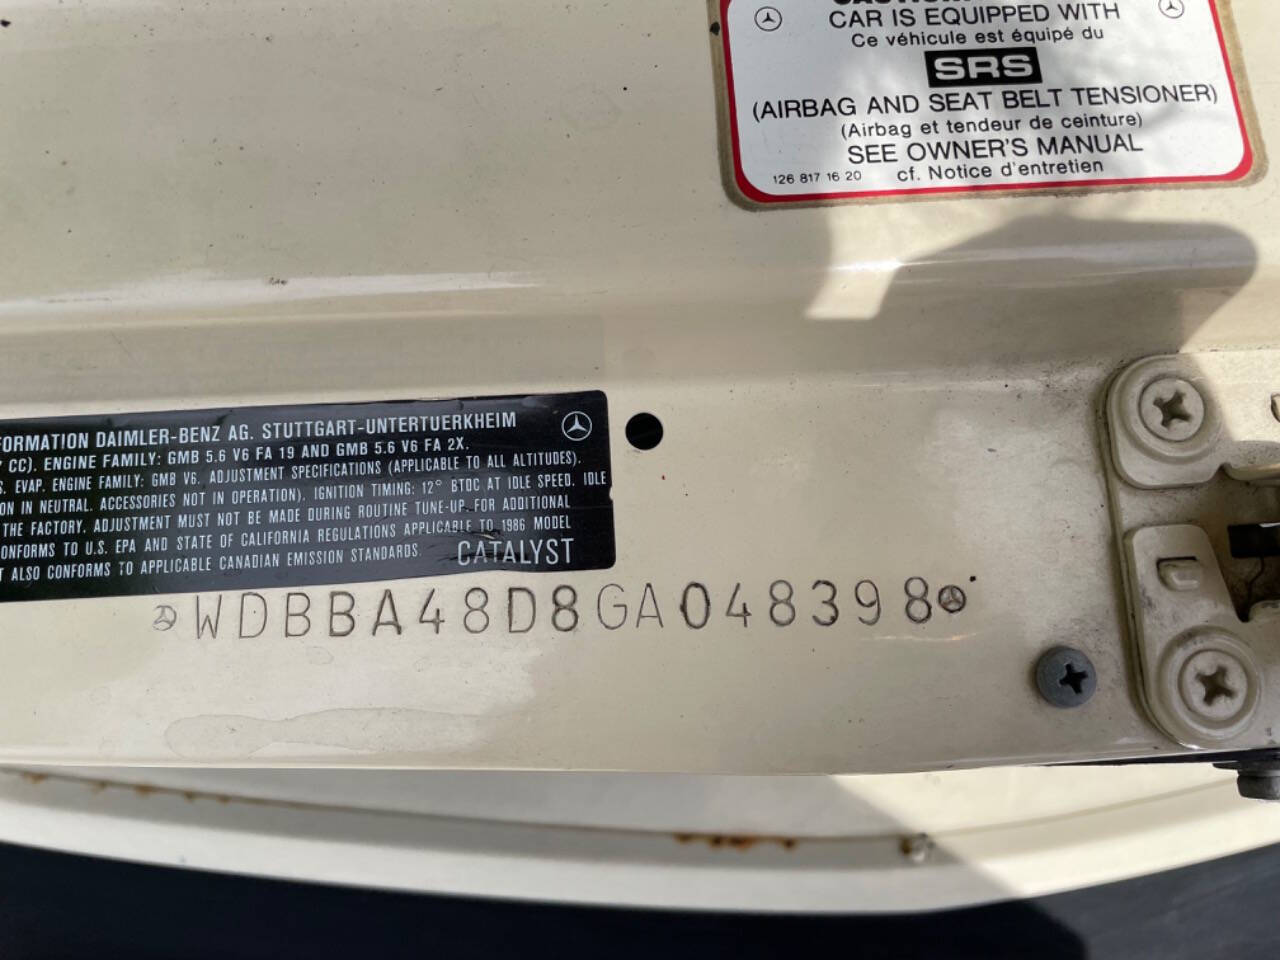 CAR IS EQUIPPED WITH
Ce véhicule est équipé du
SRS
(AIRBAG AND SEAT BELT TENSIONER)
(Airbag et tendeur de ceinture)
SEE OWNER'S MANUAL
126 817 16 20 cf. Notice d'entretien
FORMATION DAIMLER-BENZ AG. STUTTGART-UNTERTUERKHEIM
CC). ENGINE FAMILY: GMB 5.6 V6 FA 19 AND GMB 5.6 V6 FA 2X.
S. EVAP. ENGINE FAMILY: GMB V6. ADJUSTMENT SPECIFICATIONS (APPLICABLE TO ALL ALTITUDES).
ON IN NEUTRAL. ACCESSORIES NOT IN OPERATION). IGNITION TIMING: 12° BTDC AT IDLE SPEED. IDLE
THE FACTORY. ADJUSTMENT MUST NOT BE MADE DURING ROUTINE TUNE-UP. FOR ADDITIONAL
ONFORMS TO U.S. EPA AND STATE OF CALIFORNIA REGULATIONS APPLICABLE TO 1986 MODEL
T ALSO CONFORMS TO APPLICABLE CANADIAN EMISSION STANDARDS. CATALYST
WDBBA48D8GA048398